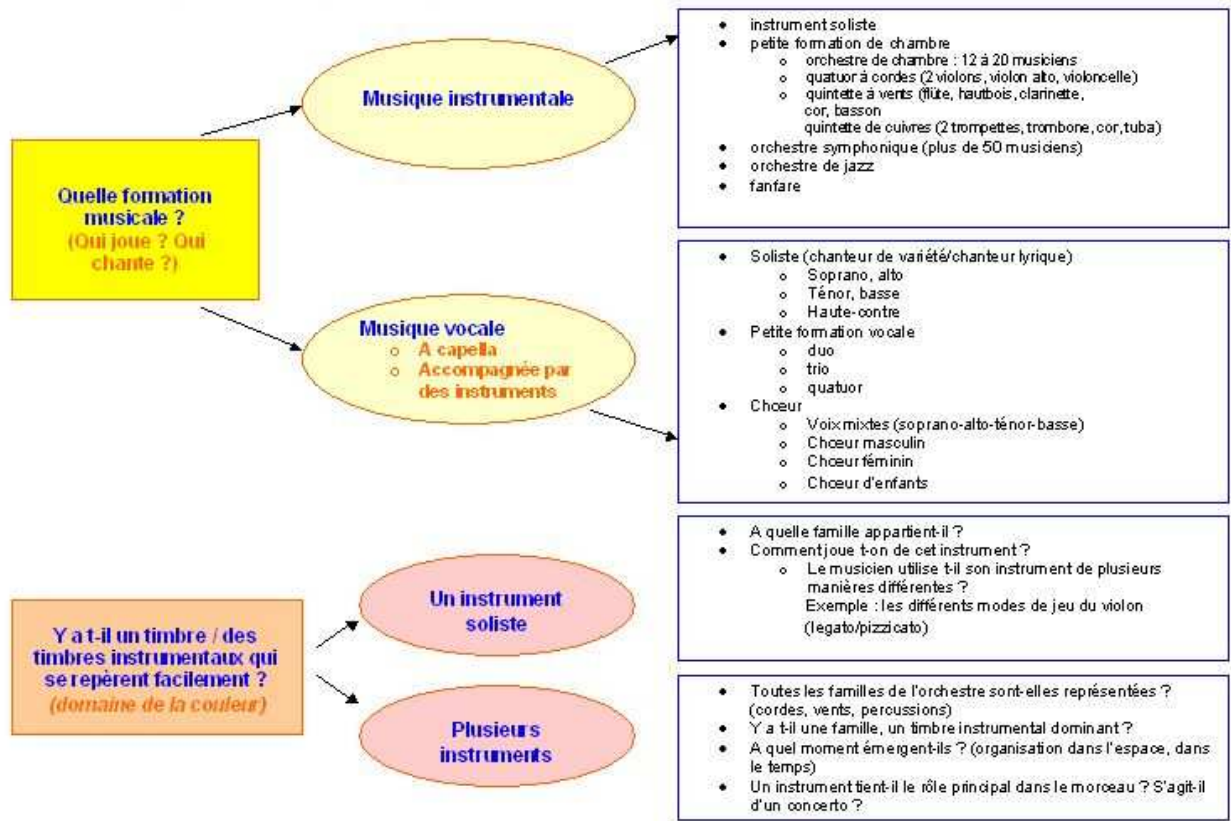 Quelle formation
musicale ?
(Qui joue ? Qui
chante ?)
Musique instrumentale
• instrument soliste
• petite formation de chambre
o orchestre de chambre : 12 à 20 musiciens
o quatuor à cordes (2 violons, violon alto, violoncelle)
o quintette à vents (flûte, hautbois, clarinette,
cor, basson
quintette de cuivres (2 trompettes, trombone, cor, tuba)
• orchestre symphonique (plus de 50 musiciens)
• orchestre de jazz
• fanfare
Musique vocale
o A capella
o Accompagnée par
des instruments
• Soliste (chanteur de variété/chanteur lyrique)
o Soprano, alto
o Ténor, basse
o Haute-contre
• Petite formation vocale
o duo
o trio
o quatuor
• Chœur
o Voix mixtes (soprano-alto-ténor-basse)
o Chœur masculin
o Chœur féminin
o Chœur d'enfants
Y a t-il un timbre / des
timbres instrumentaux qui
se repèrent facilement ?
(domaine de la couleur)
Un instrument
soliste
• A quelle famille appartient-il ?
• Comment joue t-on de cet instrument ?
o Le musicien utilise t-il son instrument de plusieurs
manières différentes ?
Exemple : les différents modes de jeu du violon
(legato/pizzicato)
Plusieurs
instruments
• Toutes les familles de l'orchestre sont-elles représentées ?
(cordes, vents, percussions)
• Y a t-il une famille, un timbre instrumental dominant ?
• A quel moment émergent-ils ? (organisation dans l'espace, dans
le temps)
• Un instrument tient-il le rôle principal dans le morceau ? S'agit-il
d'un concerto ?